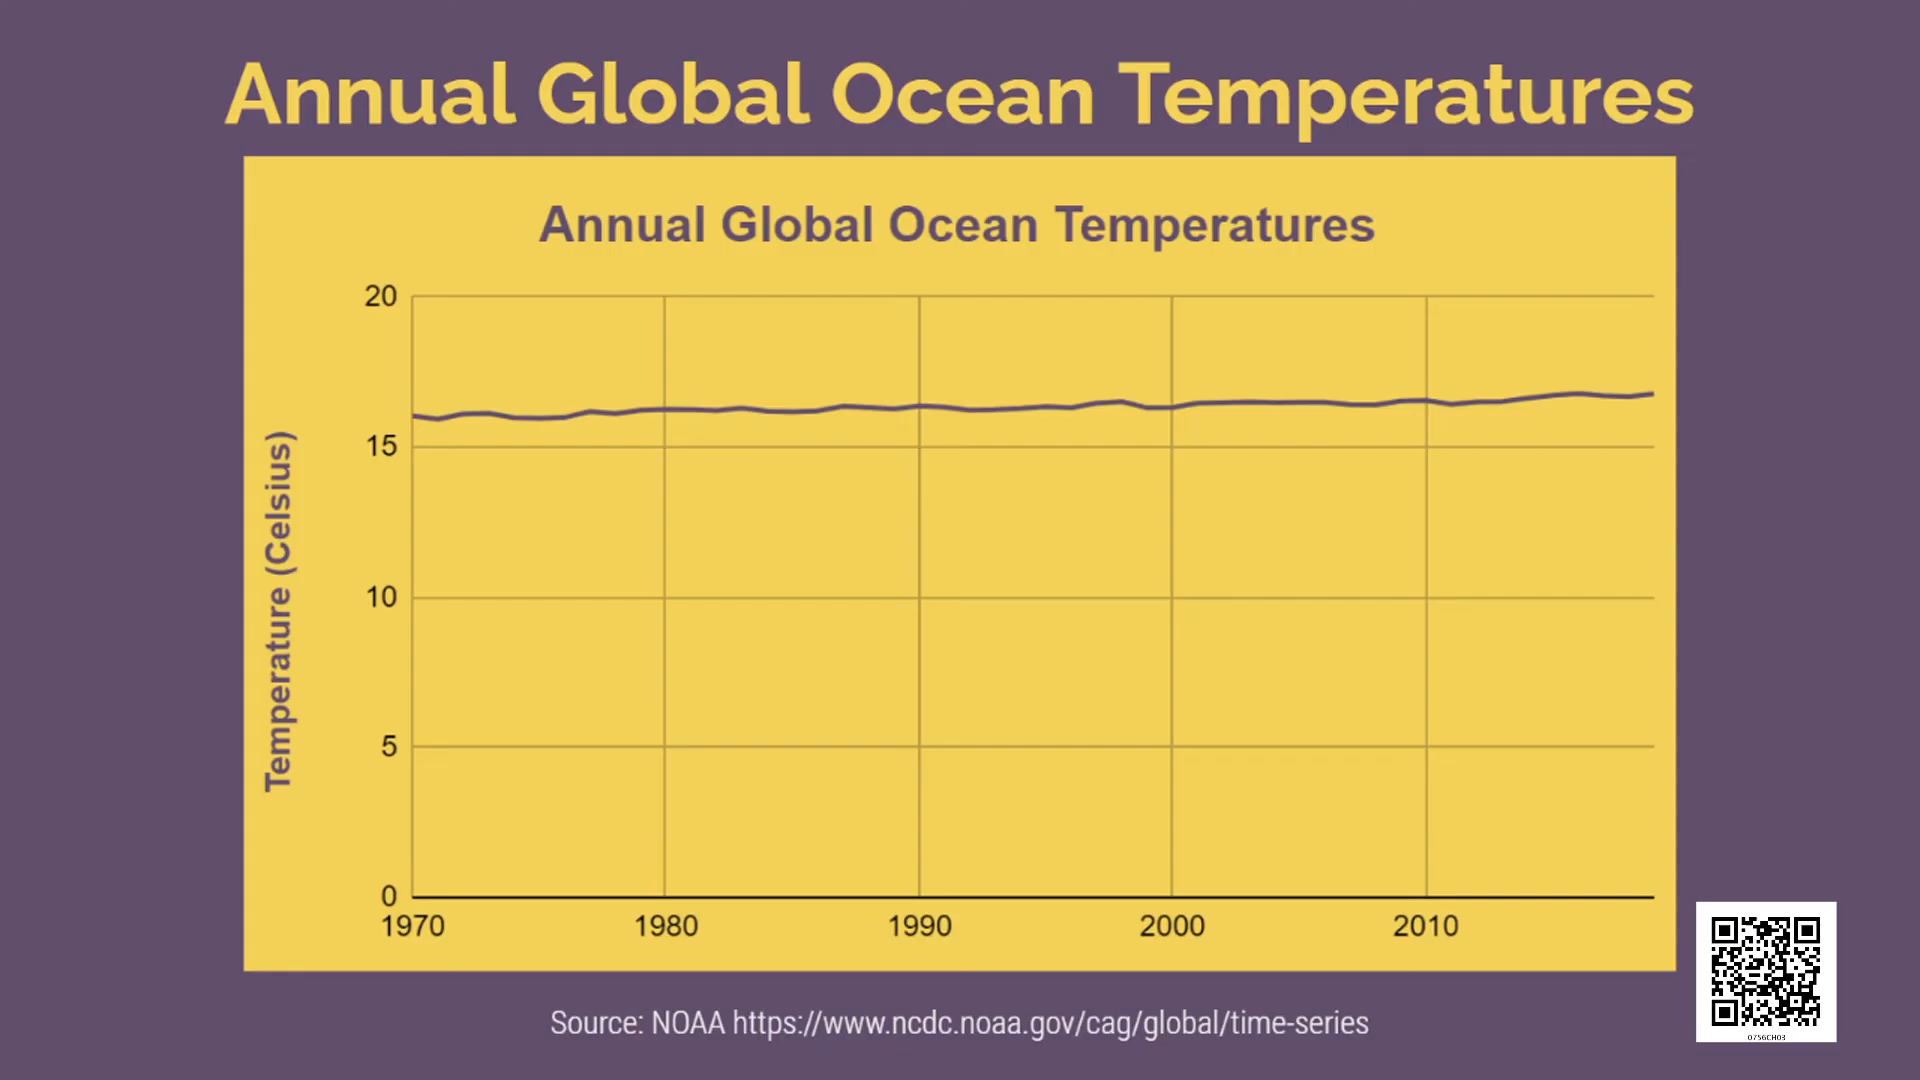 Annual Global Ocean Temperatures
Annual Global Ocean Temperatures
Temperature (Celsius)
20
15
10
5
0
1970 1980 1990 2000 2010
Source: NOAA https://www.ncdc.noaa.gov/cag/global/time-series
0756CH03